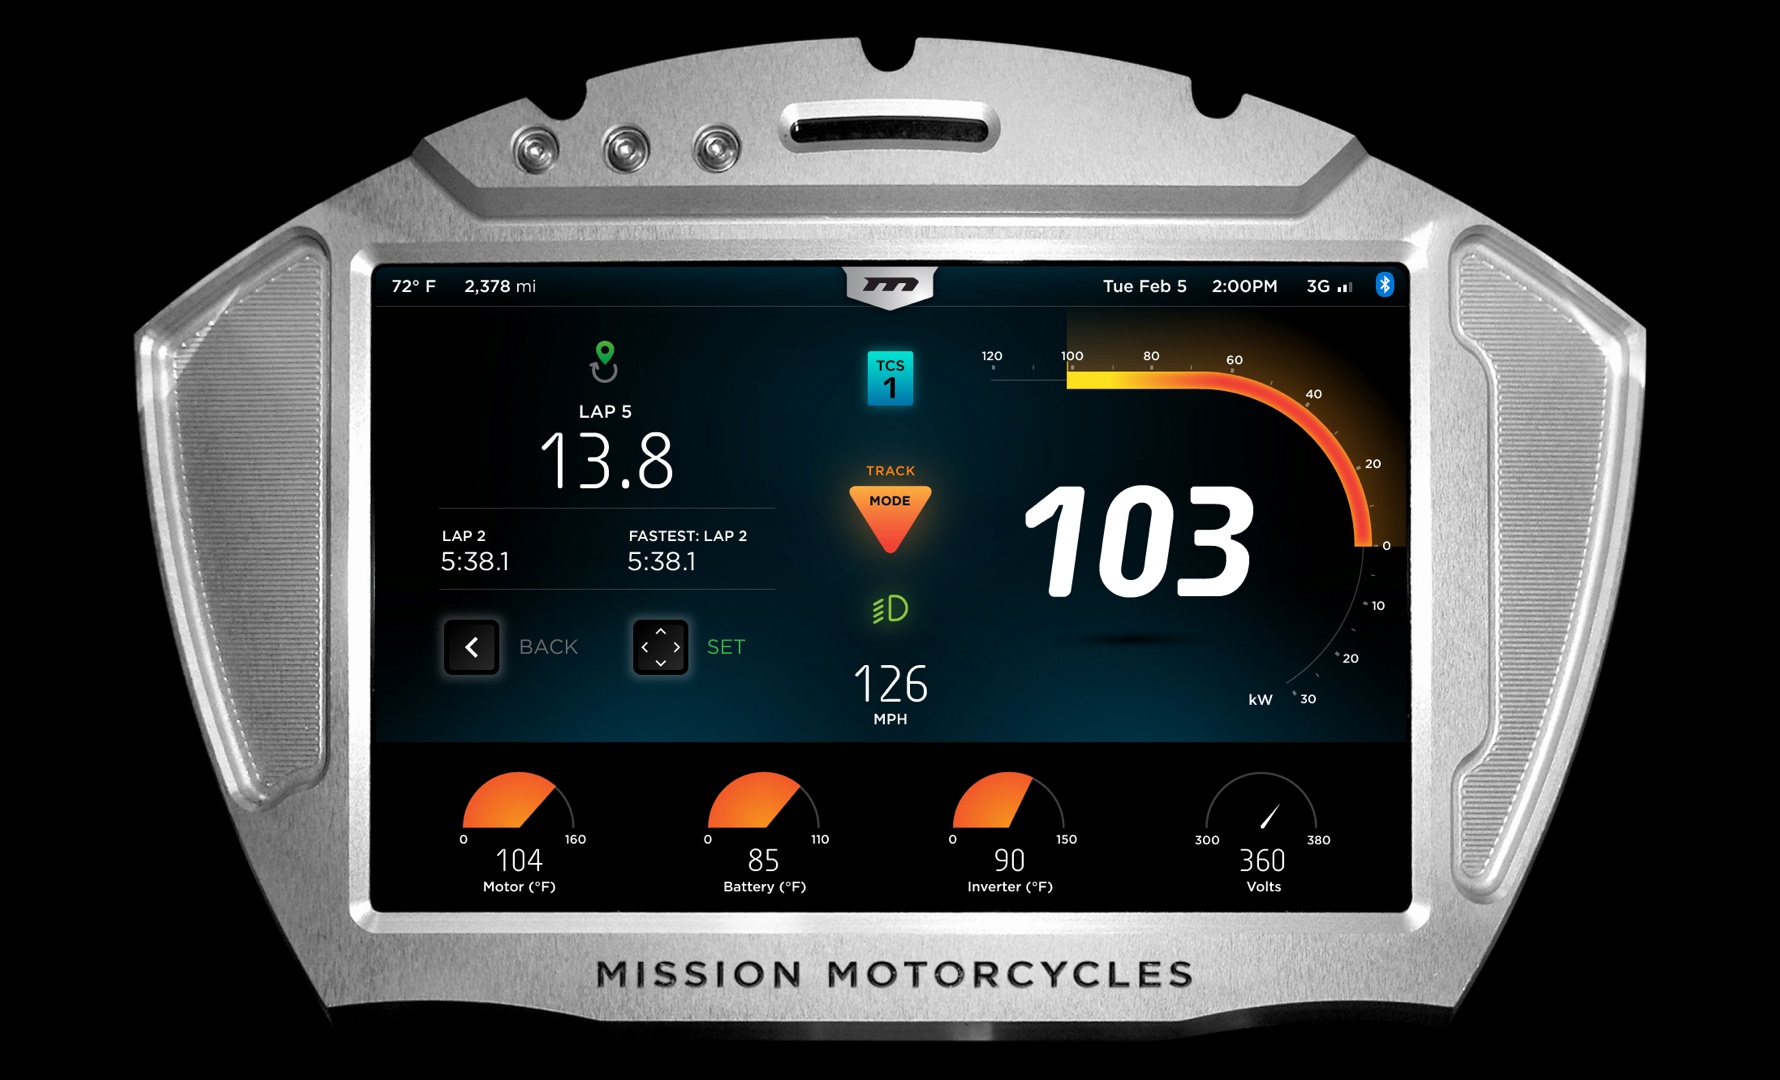 72° F 2,378 mi
Tue Feb 5 2:00PM 3G
LAP 5
13.8
LAP 2
5:38.1
FASTEST: LAP 2
5:38.1
BACK
SET
TCS
1
TRACK
MODE
126
MPH
120 100 80 60 40 20 0 10 20 30
kW
103
0 160
104
Motor (°F)
0 110
85
Battery (°F)
0 150
90
Inverter (°F)
300 380
360
Volts
MISSION MOTORCYCLES